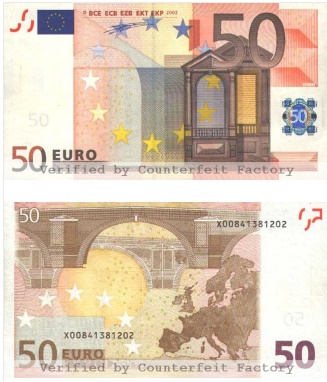 © BCE ECB EZB EKT EKP 2002
50
50
50 EURO
Verified by Counterfeit Factory
50
X00841381202
X00841381202
50 EURO
50
Verified by Counterfeit Factory